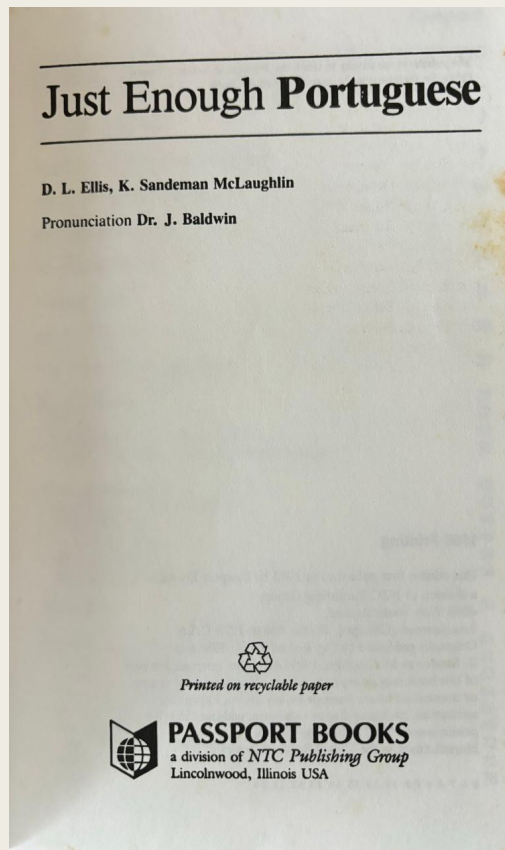 Just Enough Portuguese
D. L. Ellis, K. Sandeman McLaughlin
Pronunciation Dr. J. Baldwin
Printed on recyclable paper
PASSPORT BOOKS
a division of NTC Publishing Group
Lincolnwood, Illinois USA